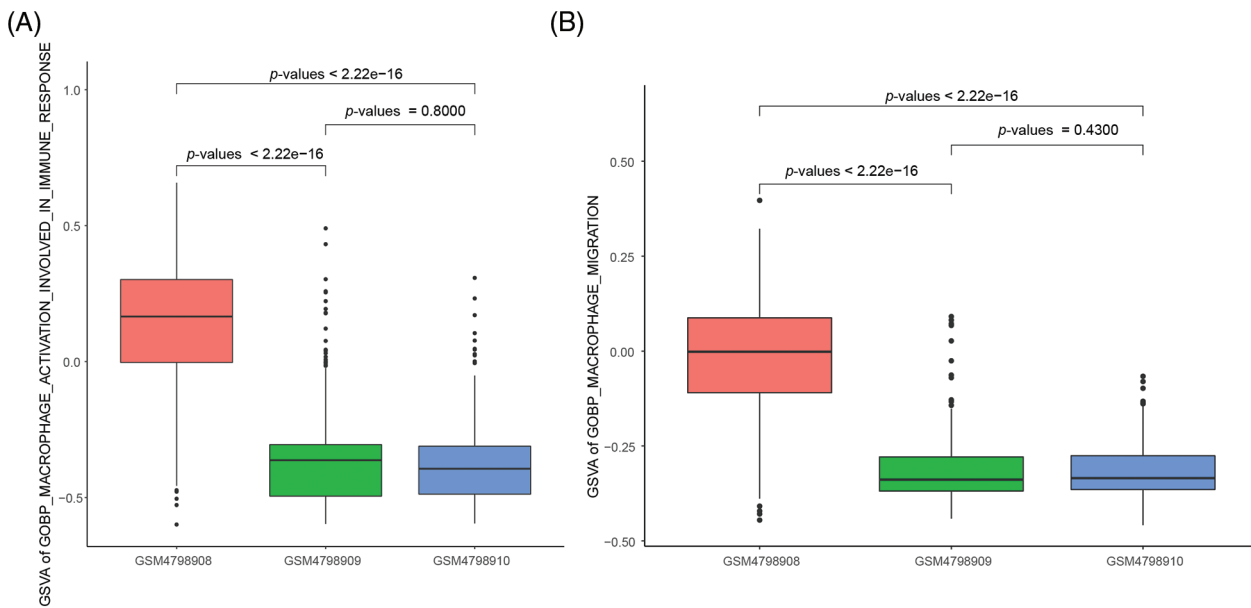 (A)
GSVA of GOBP_MACROPHAGE_ACTIVATION_INVOLVED_IN_IMMUNE_RESPONSE
1.0
0.5
0.0
−0.5
p-values < 2.22e−16
p-values = 0.8000
p-values < 2.22e−16
GSM4798908
GSM4798909
GSM4798910
(B)
GSVA of GOBP_MACROPHAGE_MIGRATION
0.50
0.25
0.00
−0.25
−0.50
p-values < 2.22e−16
p-values = 0.4300
p-values < 2.22e−16
GSM4798908
GSM4798909
GSM4798910